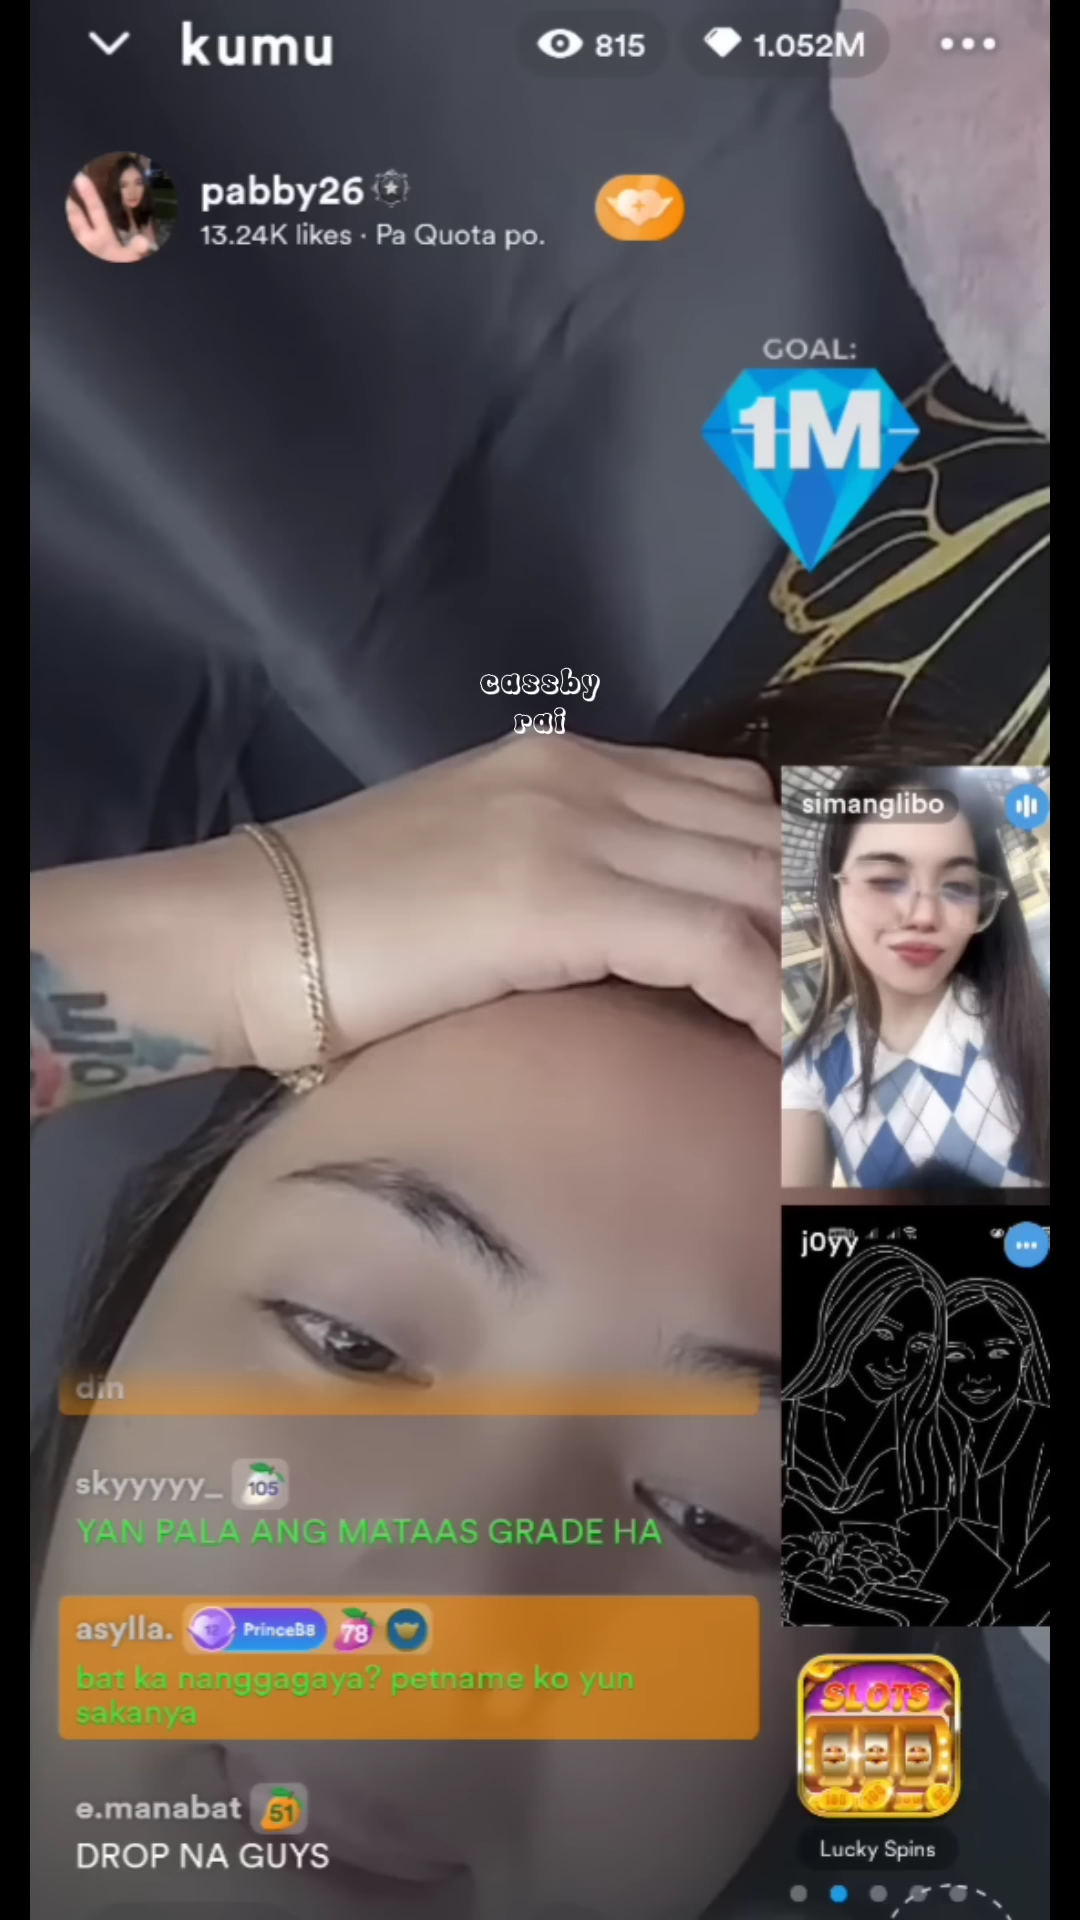 kumu
815
1.052M
pabby26
13.24K likes · Pa Quota po.
GOAL:
1M
cassby
rai
simanglibo
j0yy
din
skyyyyy_ 105
YAN PALA ANG MATAAS GRADE HA
asylla. 12 PrinceB8 78
bat ka nanggagaya? petname ko yun
sakanya
e.manabat 51
DROP NA GUYS
SLOTS
Lucky Spins